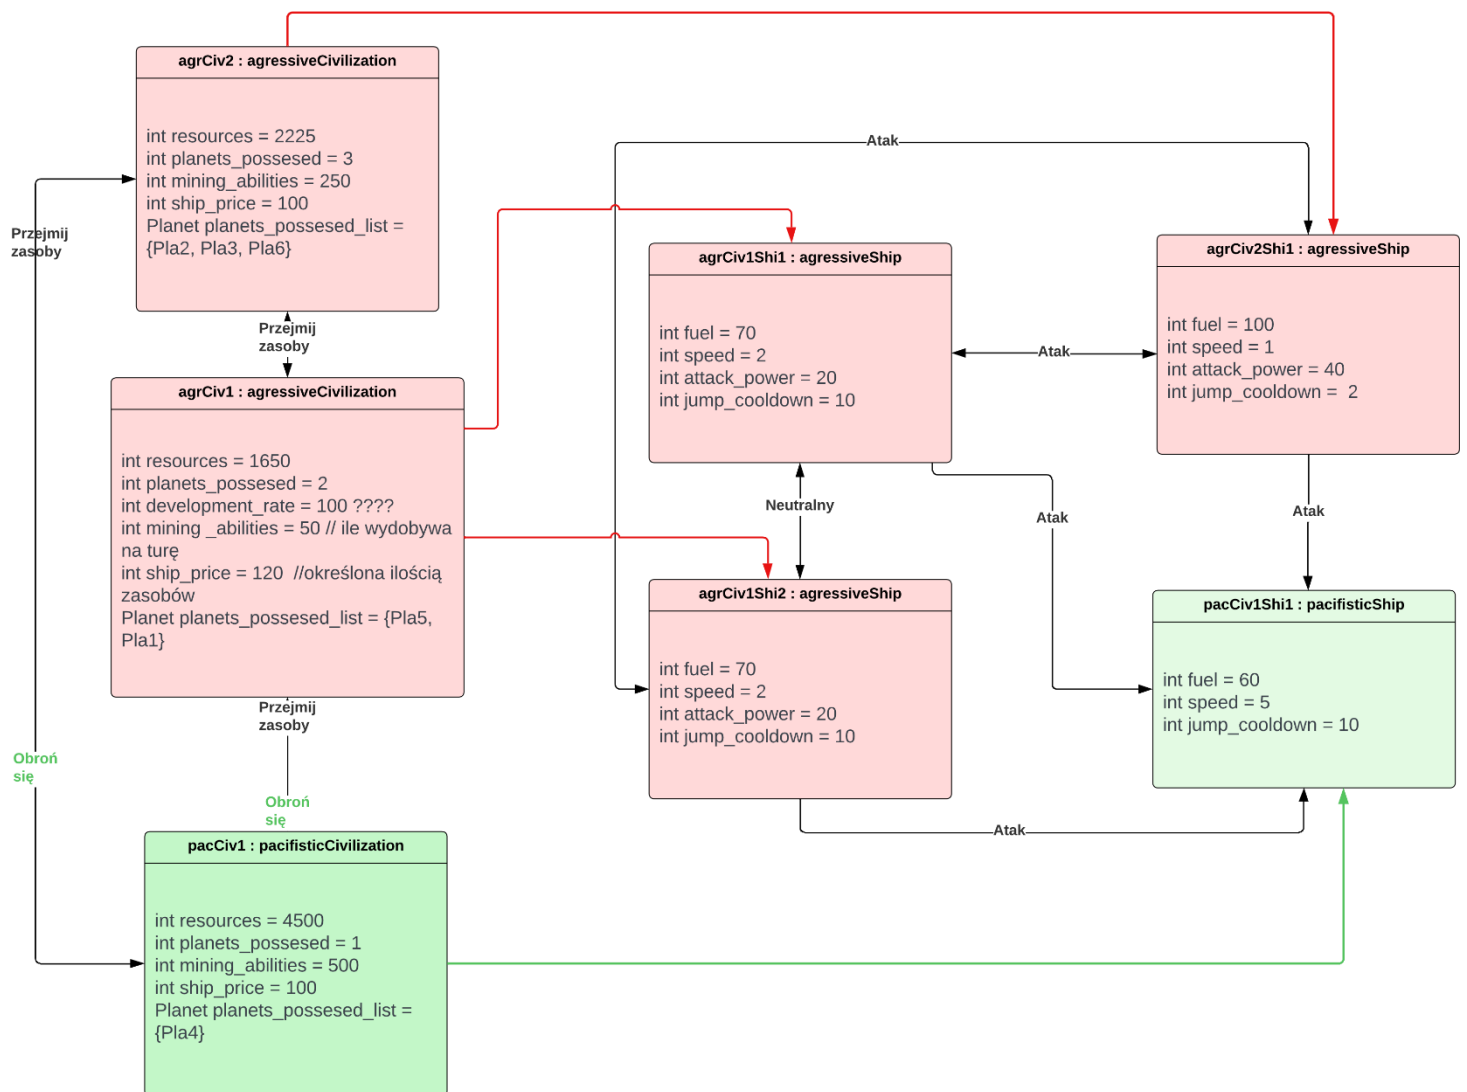 agrCiv2 : agressiveCivilization
int resources = 2225
int planets_possesed = 3
int mining_abilities = 250
int ship_price = 100
Planet planets_possesed_list =
{Pla2, Pla3, Pla6}
Przejmij
zasoby
Przejmij
zasoby
agrCiv1 : agressiveCivilization
int resources = 1650
int planets_possesed = 2
int development_rate = 100 ????
int mining _abilities = 50 // ile wydobywa
na turę
int ship_price = 120  //określona ilością
zasobów
Planet planets_possesed_list = {Pla5,
Pla1}
Przejmij
zasoby
Obroń
się
Obroń
się
pacCiv1 : pacifisticCivilization
int resources = 4500
int planets_possesed = 1
int mining_abilities = 500
int ship_price = 100
Planet planets_possesed_list =
{Pla4}
Atak
agrCiv1Shi1 : agressiveShip
int fuel = 70
int speed = 2
int attack_power = 20
int jump_cooldown = 10
Atak
agrCiv2Shi1 : agressiveShip
int fuel = 100
int speed = 1
int attack_power = 40
int jump_cooldown =  2
Neutralny
Atak
Atak
agrCiv1Shi2 : agressiveShip
int fuel = 70
int speed = 2
int attack_power = 20
int jump_cooldown = 10
pacCiv1Shi1 : pacifisticShip
int fuel = 60
int speed = 5
int jump_cooldown = 10
Atak